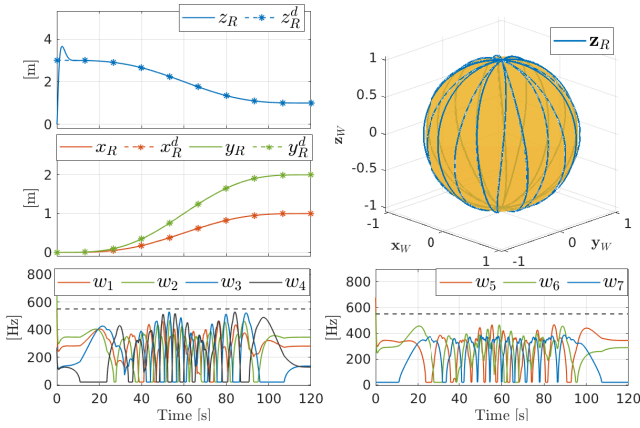 z_R z_R^d
[m]
4
2
0
x_R x_R^d y_R y_R^d
[m]
2
1
0
w_1 w_2 w_3 w_4
[Hz]
800
600
400
200
0
0 20 40 60 80 100 120
Time [s]
z_R
z_W
1
0.5
0
-0.5
-1
-1 0 1
x_W
-1 0 1
y_W
w_5 w_6 w_7
[Hz]
800
600
400
200
0
0 20 40 60 80 100 120
Time [s]